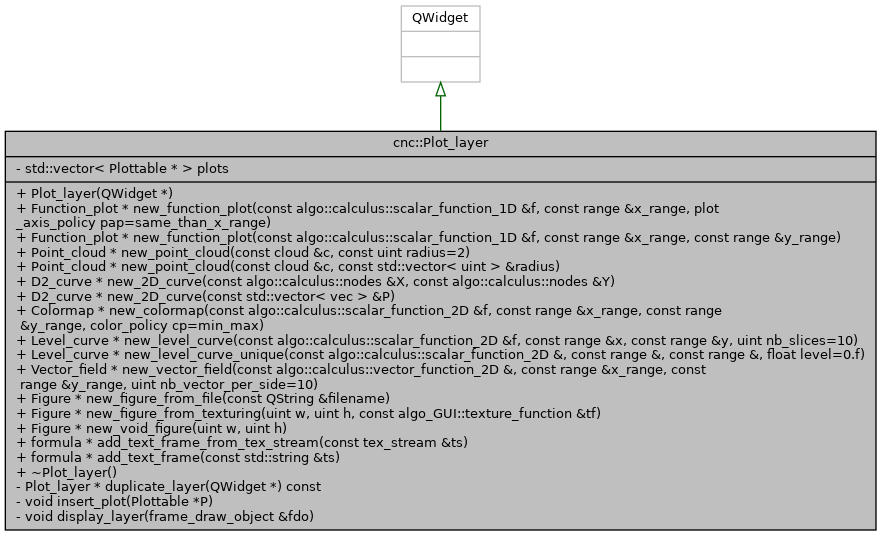 QWidget
cnc::Plot_layer
- std::vector< Plottable * > plots
+ Plot_layer(QWidget *)
+ Function_plot * new_function_plot(const algo::calculus::scalar_function_1D &f, const range &x_range, plot
_axis_policy pap=same_than_x_range)
+ Function_plot * new_function_plot(const algo::calculus::scalar_function_1D &f, const range &x_range, const range &y_range)
+ Point_cloud * new_point_cloud(const cloud &c, const uint radius=2)
+ Point_cloud * new_point_cloud(const cloud &c, const std::vector< uint > &radius)
+ D2_curve * new_2D_curve(const algo::calculus::nodes &X, const algo::calculus::nodes &Y)
+ D2_curve * new_2D_curve(const std::vector< vec > &P)
+ Colormap * new_colormap(const algo::calculus::scalar_function_2D &f, const range &x_range, const range
&y_range, color_policy cp=min_max)
+ Level_curve * new_level_curve(const algo::calculus::scalar_function_2D &f, const range &x, const range &y, uint nb_slices=10)
+ Level_curve * new_level_curve_unique(const algo::calculus::scalar_function_2D &, const range &, const range &, float level=0.f)
+ Vector_field * new_vector_field(const algo::calculus::vector_function_2D &, const range &x_range, const
range &y_range, uint nb_vector_per_side=10)
+ Figure * new_figure_from_file(const QString &filename)
+ Figure * new_figure_from_texturing(uint w, uint h, const algo_GUI::texture_function &tf)
+ Figure * new_void_figure(uint w, uint h)
+ formula * add_text_frame_from_tex_stream(const tex_stream &ts)
+ formula * add_text_frame(const std::string &ts)
+ ~Plot_layer()
- Plot_layer * duplicate_layer(QWidget *) const
- void insert_plot(Plottable *P)
- void display_layer(frame_draw_object &fdo)